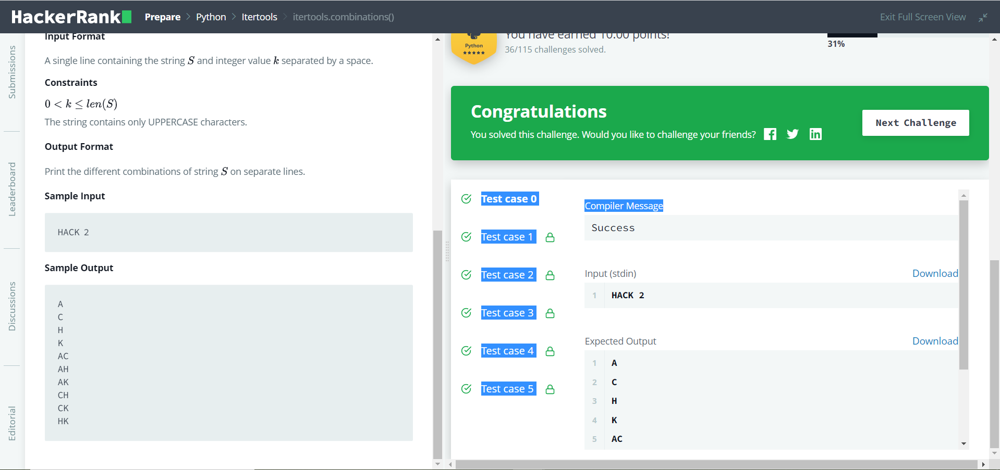 HackerRank
Prepare > Python > Itertools > itertools.combinations()
Exit Full Screen View
Submissions
Leaderboard
Discussions
Editorial
Input Format
A single line containing the string S and integer value k separated by a space.
Constraints
0 < k ≤ len(S)
The string contains only UPPERCASE characters.
Output Format
Print the different combinations of string S on separate lines.
Sample Input
HACK 2
Sample Output
A
C
H
K
AC
AH
AK
CH
CK
HK
Python
You have earned 10.00 points!
36/115 challenges solved.
31%
Congratulations
You solved this challenge. Would you like to challenge your friends?
Next Challenge
Test case 0
Test case 1
Test case 2
Test case 3
Test case 4
Test case 5
Compiler Message
Success
Input (stdin)
Download
1 HACK 2
Expected Output
Download
1 A
2 C
3 H
4 K
5 AC